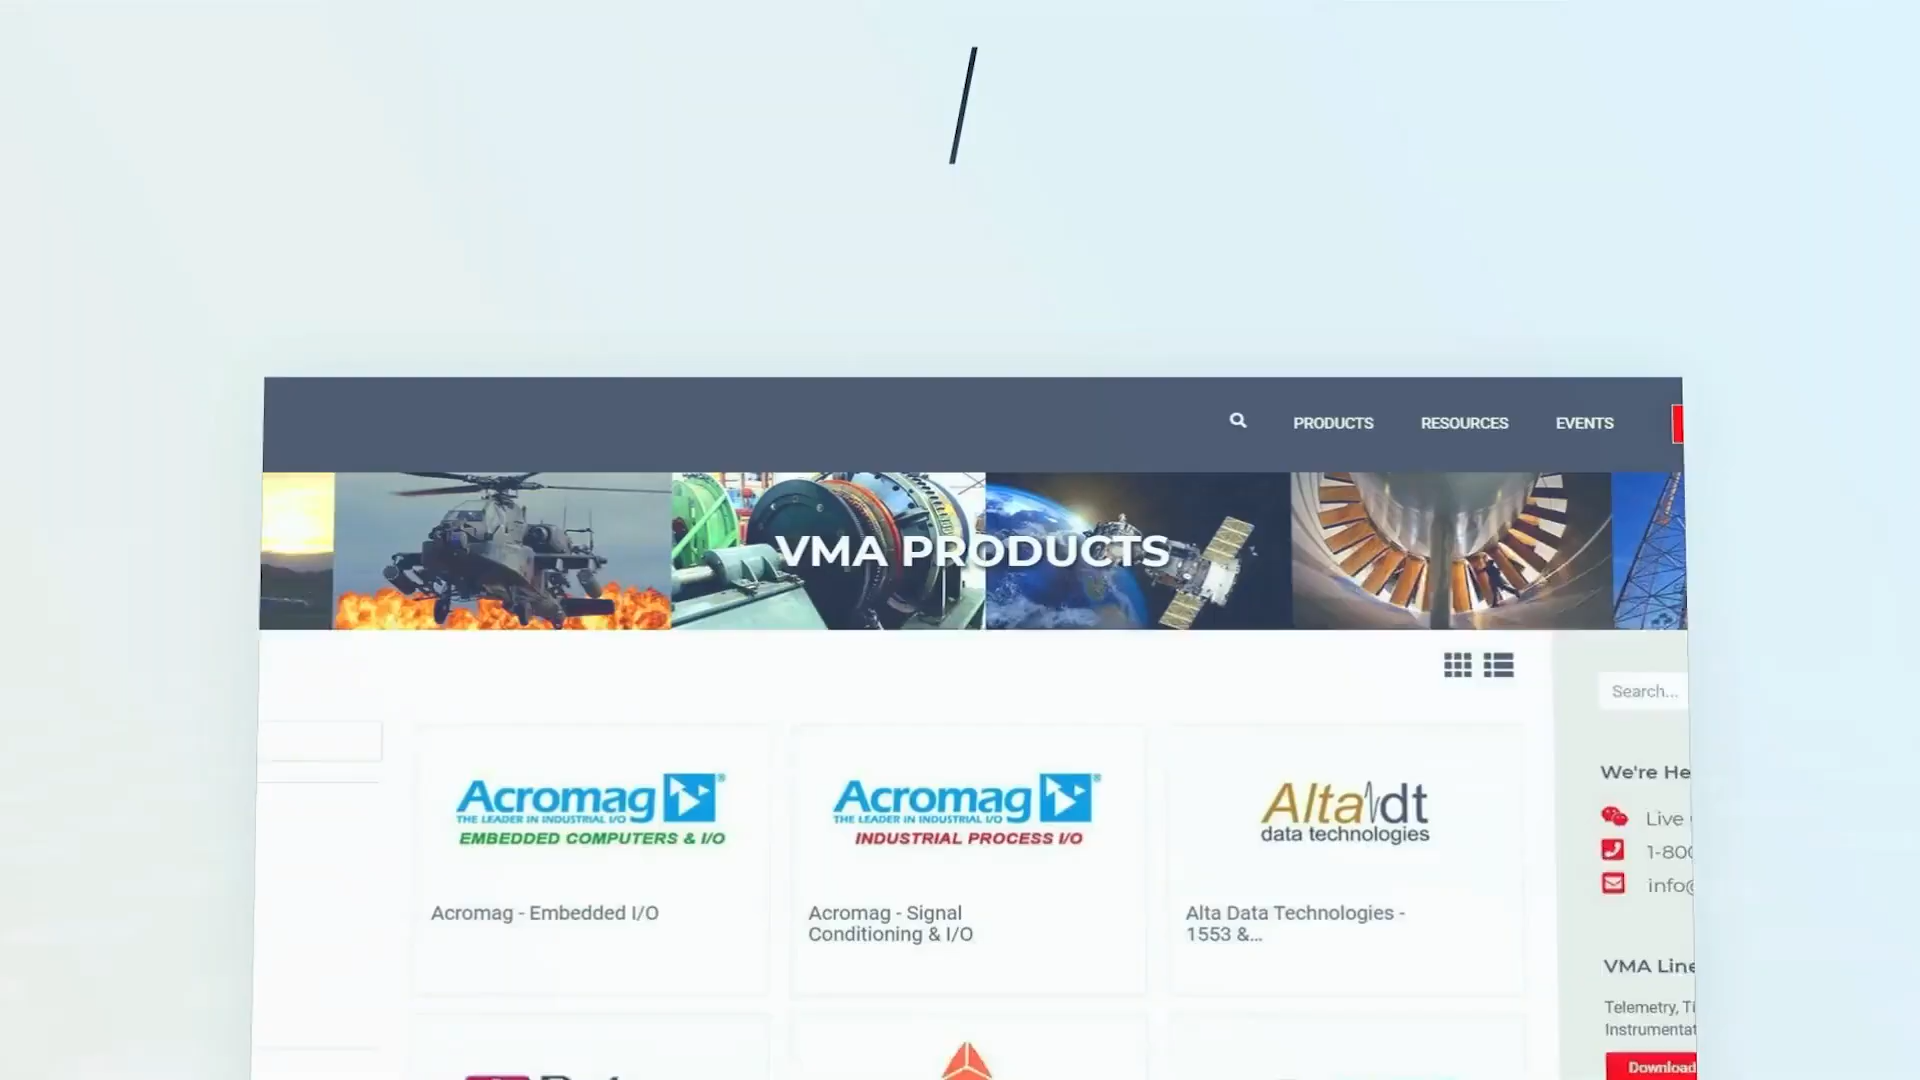 /
PRODUCTS
RESOURCES
EVENTS
VMA PRODUCTS
Search...
Acromag®
THE LEADER IN INDUSTRIAL I/O
EMBEDDED COMPUTERS & I/O
Acromag - Embedded I/O
Acromag®
THE LEADER IN INDUSTRIAL I/O
INDUSTRIAL PROCESS I/O
Acromag - Signal
Conditioning & I/O
Alta dt
data technologies
Alta Data Technologies -
1553 &...
We're He
Live
1-800
info@
VMA Line
Telemetry, Ti
Instrumentat
Download